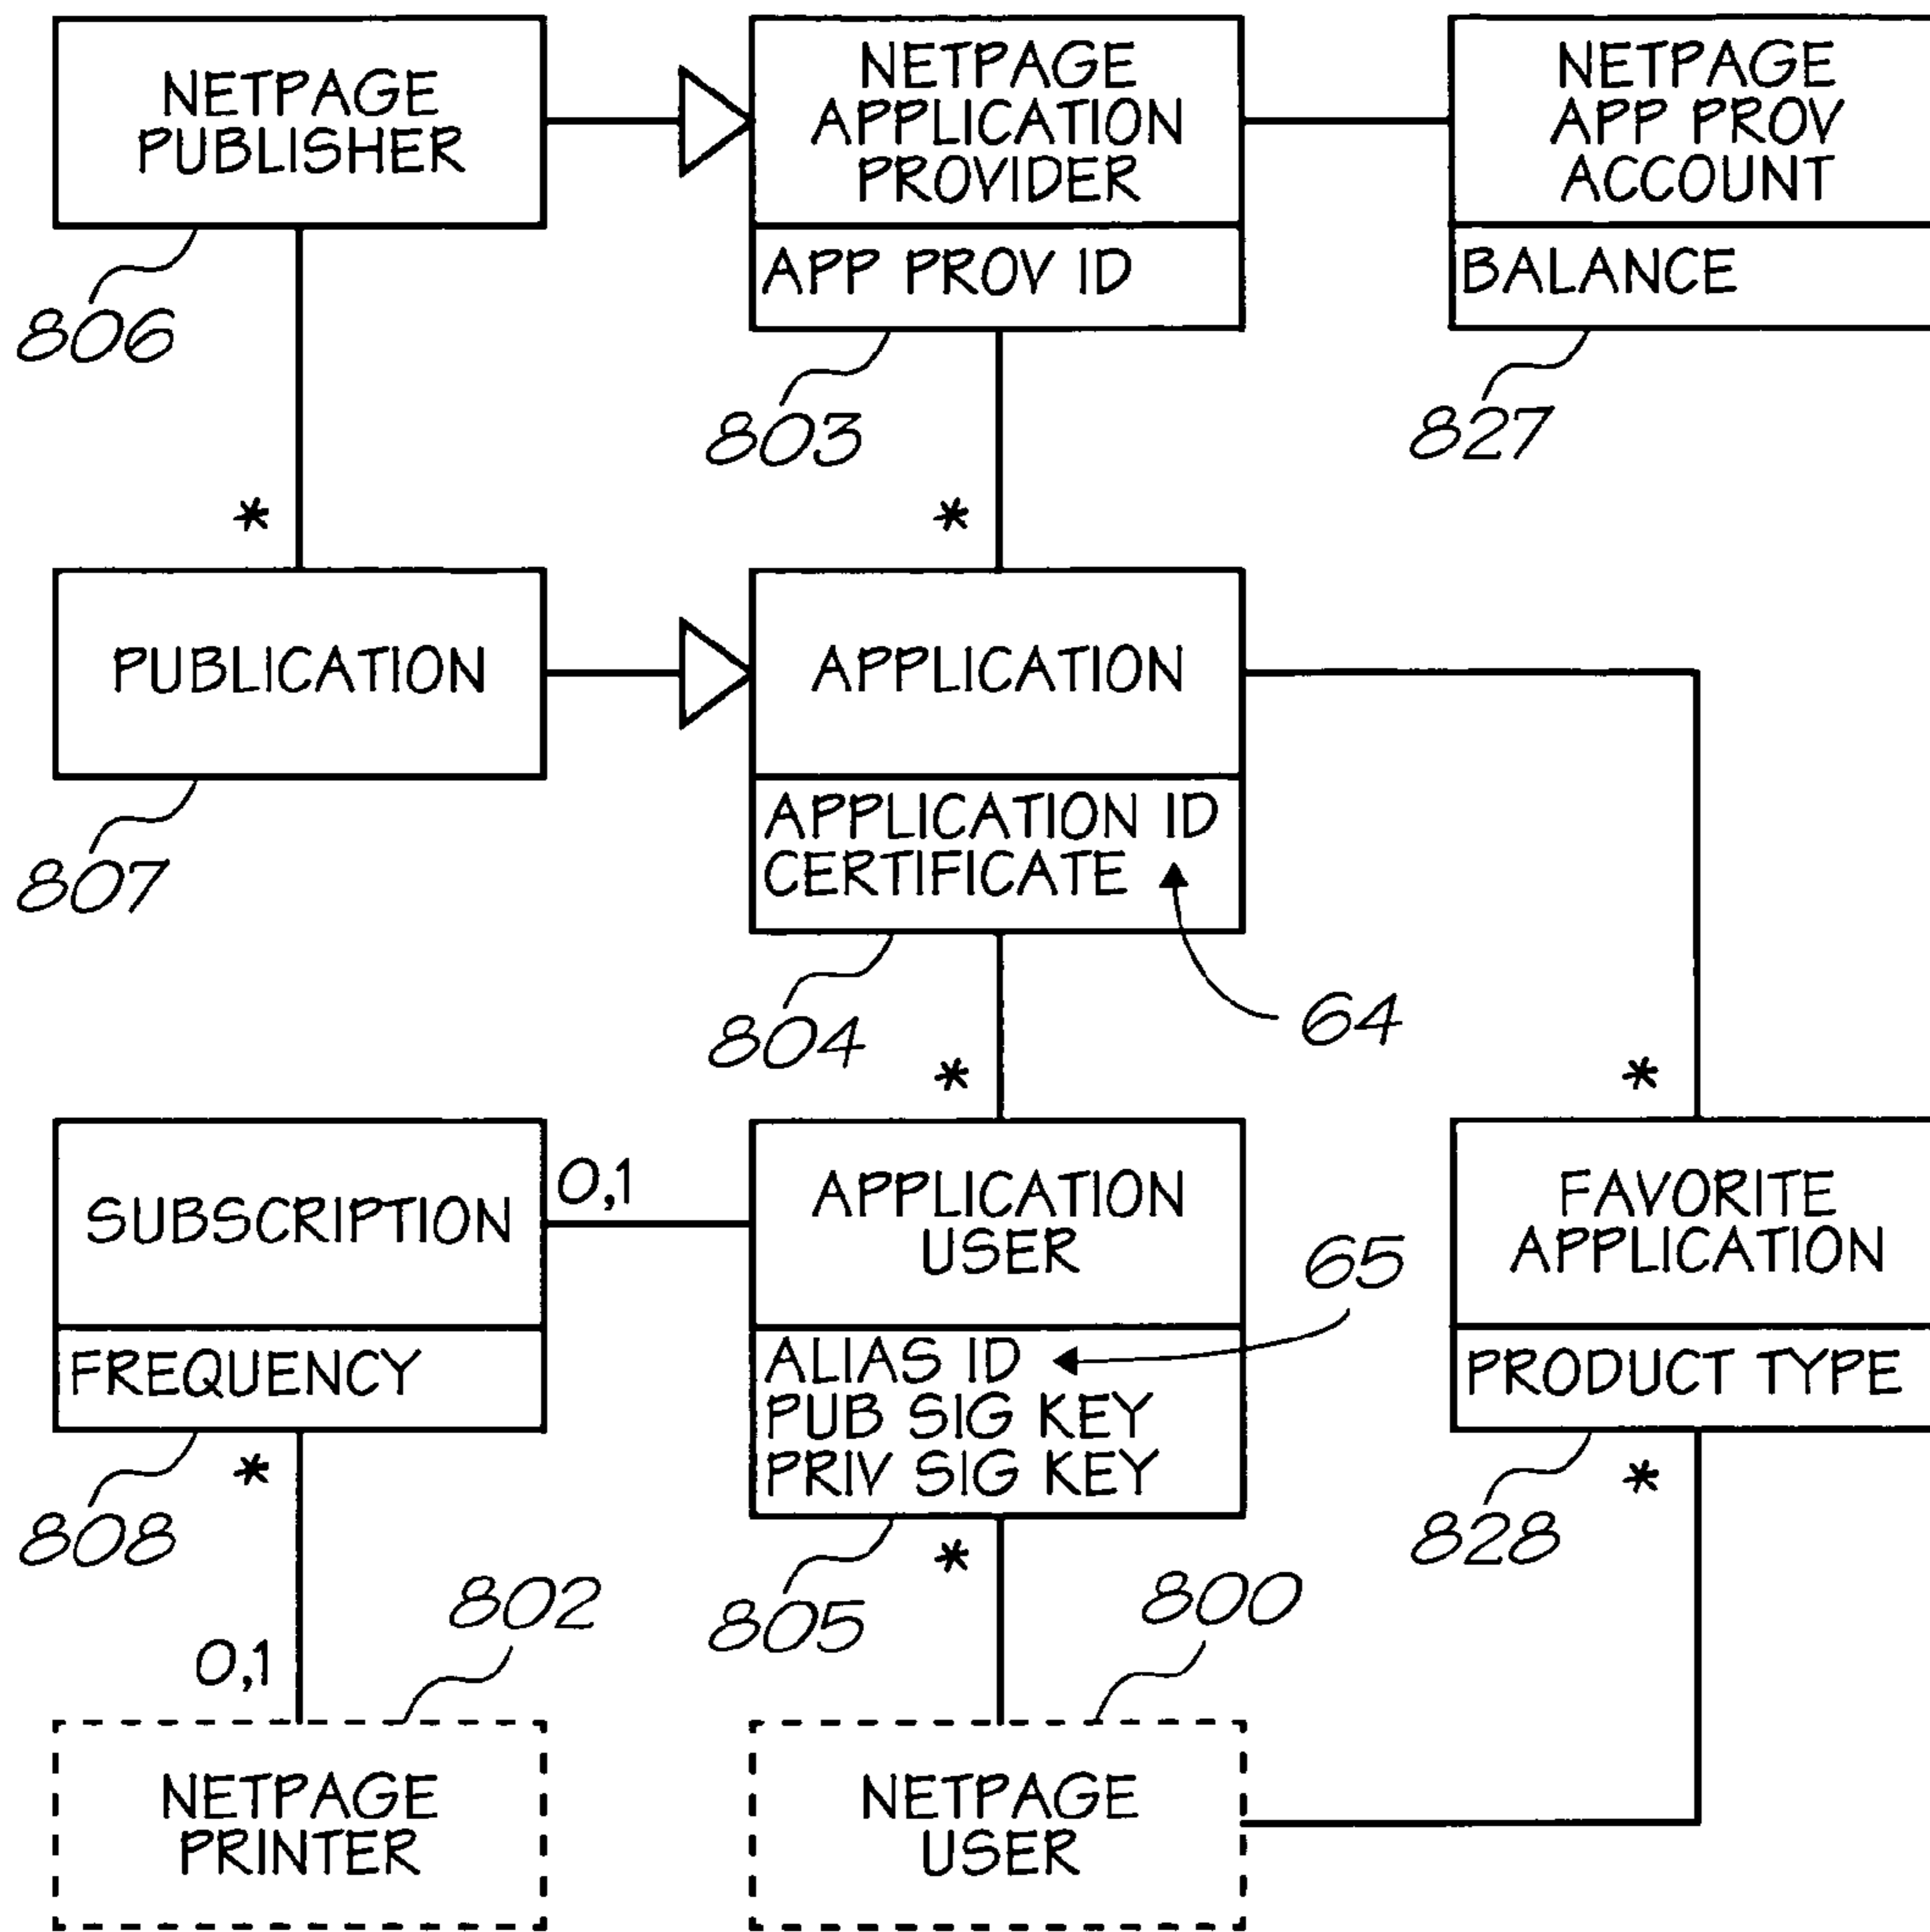 NETPAGE
PUBLISHER
806
NETPAGE
APPLICATION
PROVIDER
APP PROV ID
803
NETPAGE
APP PROV
ACCOUNT
BALANCE
827
*
*
PUBLICATION
807
APPLICATION
APPLICATION ID
CERTIFICATE
804
64
*
*
SUBSCRIPTION
FREQUENCY
808
0,1
APPLICATION
USER
ALIAS ID
PUB SIG KEY
PRIV SIG KEY
805
65
FAVORITE
APPLICATION
PRODUCT TYPE
828
*
*
*
0,1
802
800
NETPAGE
PRINTER
NETPAGE
USER